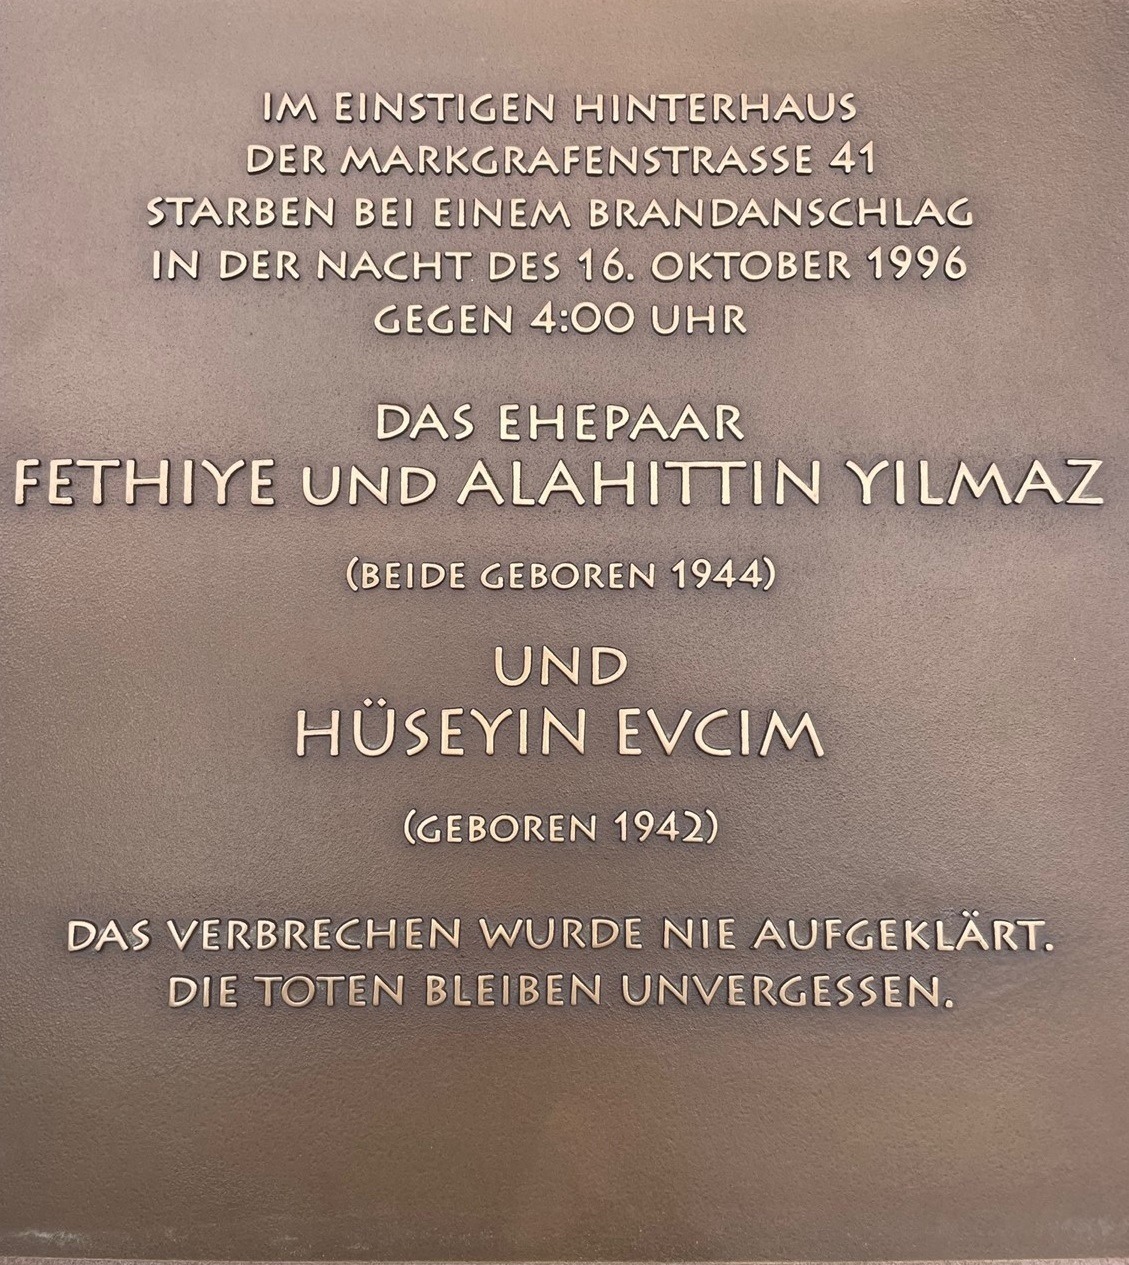 IM EINSTIGEN HINTERHAUS
DER MARKGRAFENSTRASSE 41
STARBEN BEI EINEM BRANDANSCHLAG
IN DER NACHT DES 16. OKTOBER 1996
GEGEN 4:00 UHR
DAS EHEPAAR
FETHIYE UND ALAHITTIN YILMAZ
(BEIDE GEBOREN 1944)
UND
HÜSEYIN EVCIM
(GEBOREN 1942)
DAS VERBRECHEN WURDE NIE AUFGEKLÄRT.
DIE TOTEN BLEIBEN UNVERGESSEN.